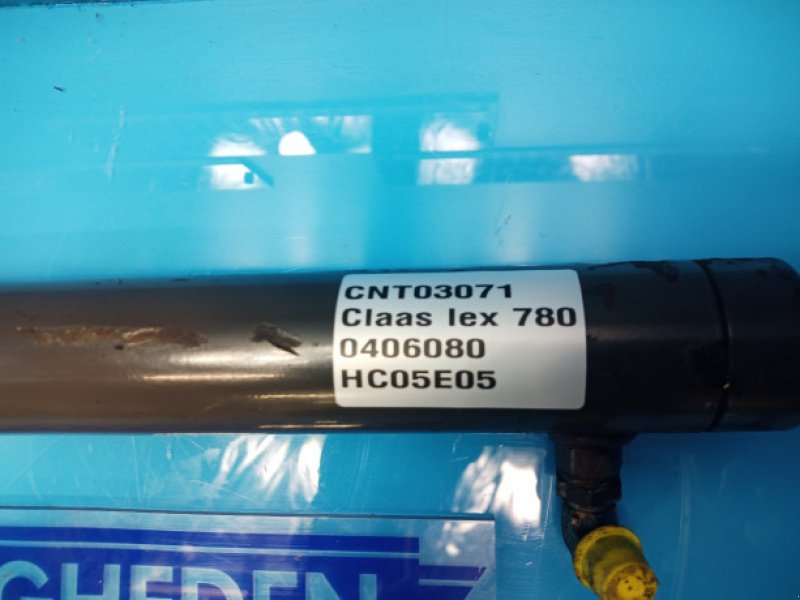 CNT03071
Claas lex 780
0406080
HC05E05
GHEDEN